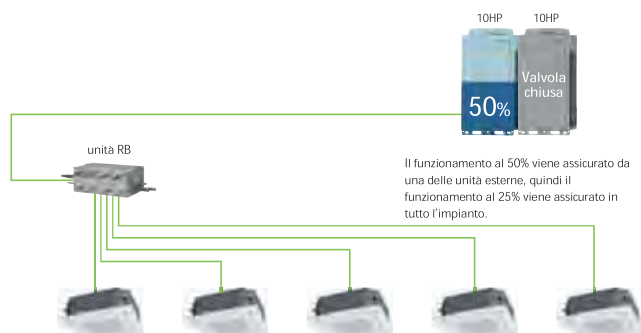 10HP 10HP
Valvola
chiusa
50%
unità RB
Il funzionamento al 50% viene assicurato da
una delle unità esterne, quindi il
funzionamento al 25% viene assicurato in
tutto l'impianto.